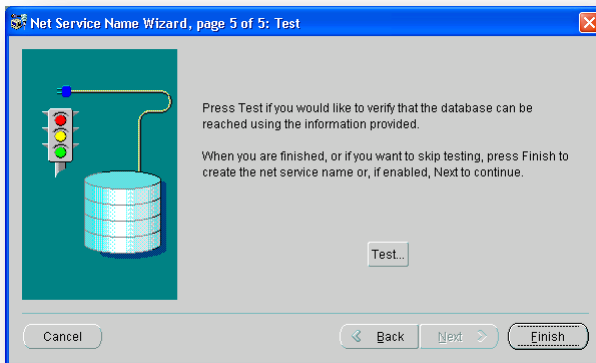 Net Service Name Wizard, page 5 of 5: Test
Press Test if you would like to verify that the database can be
reached using the information provided.
When you are finished, or if you want to skip testing, press Finish to
create the net service name or, if enabled, Next to continue.
Test...
Cancel
Back
Next
Finish